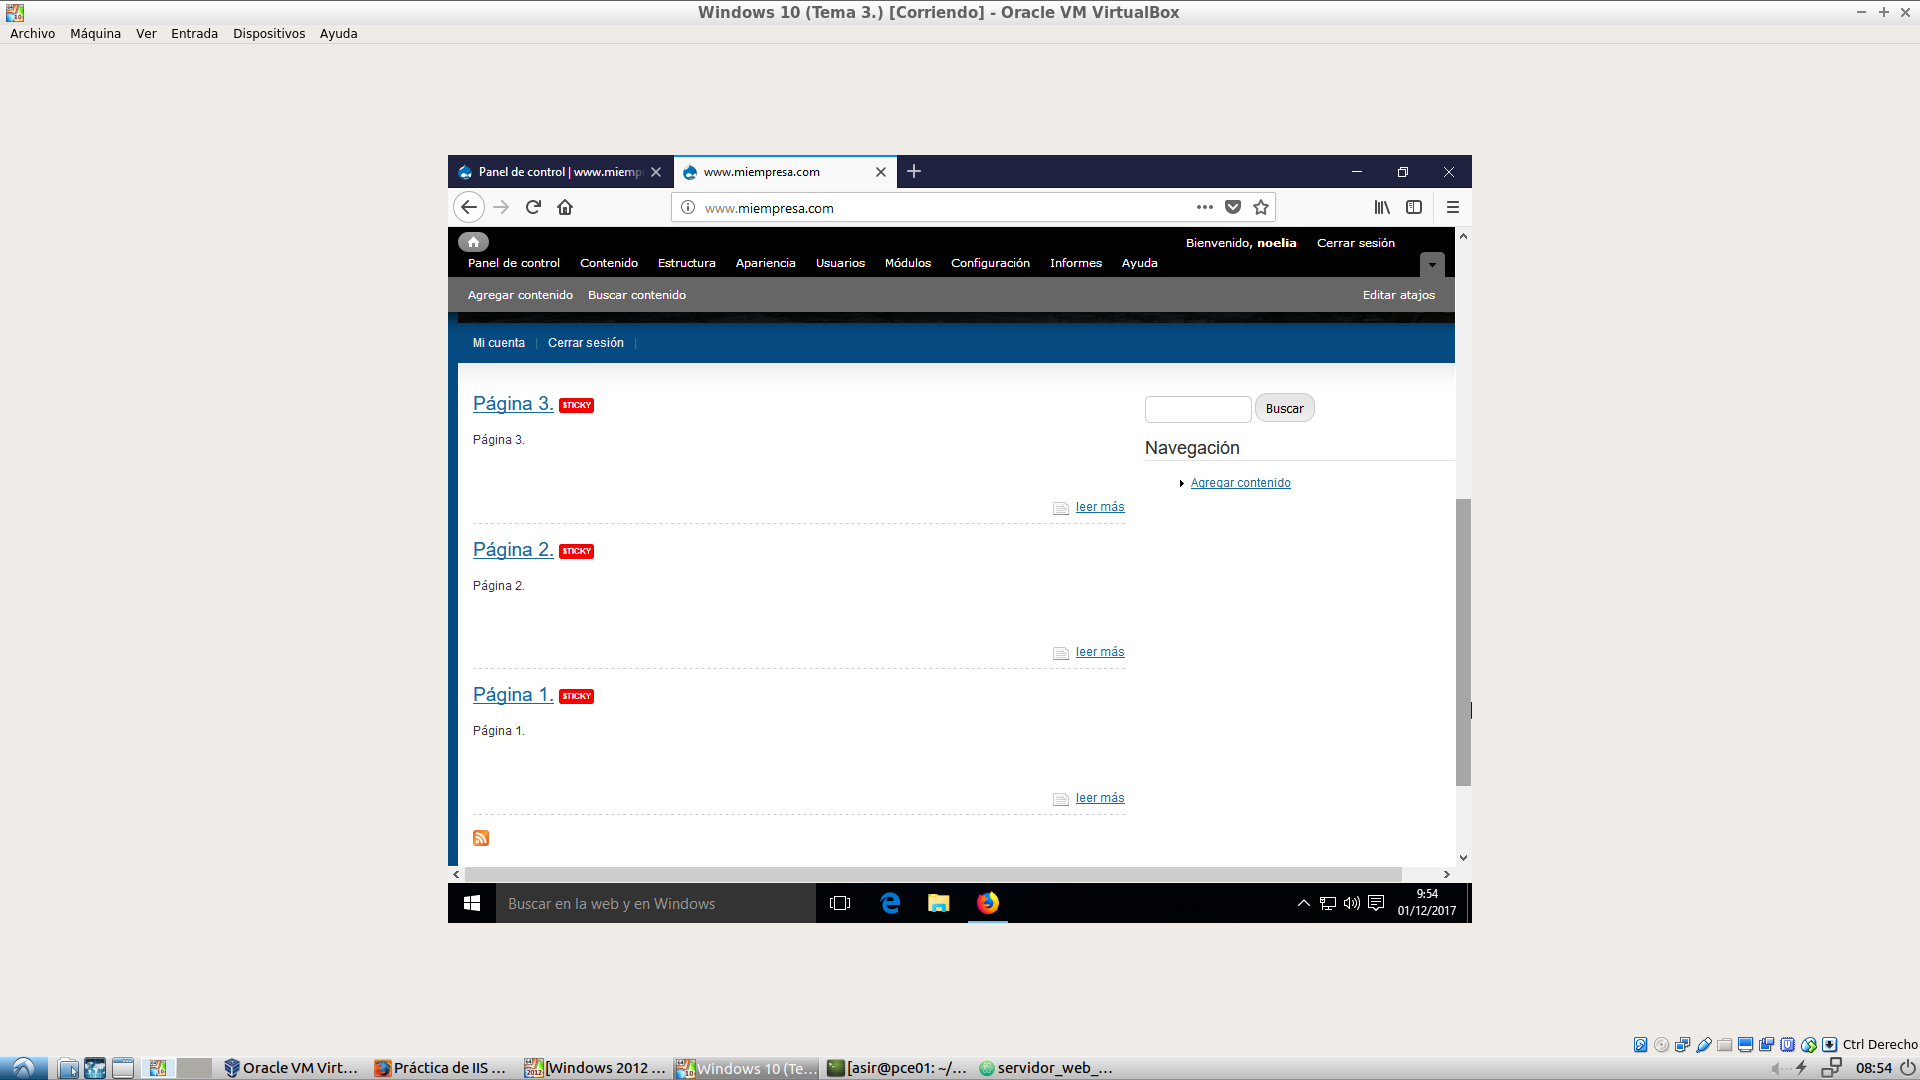 Windows 10 (Tema 3.) [Corriendo] - Oracle VM VirtualBox
Archivo Máquina Ver Entrada Dispositivos Ayuda
Panel de control | www.miemp
www.miempresa.com
www.miempresa.com
Bienvenido, noelia Cerrar sesión
Panel de control Contenido Estructura Apariencia Usuarios Módulos Configuración Informes Ayuda
Agregar contenido Buscar contenido Editar atajos
Mi cuenta Cerrar sesión
Página 3. STICKY
Buscar
Página 3.
Navegación
Agregar contenido
leer más
Página 2. STICKY
Página 2.
leer más
Página 1. STICKY
Página 1.
leer más
Buscar en la web y en Windows
9:54
01/12/2017
Ctrl Derecho
Oracle VM Virt...
Práctica de IIS ...
[Windows 2012 ...
Windows 10 (Te...
[asir@pce01: ~/...
servidor_web_...
08:54